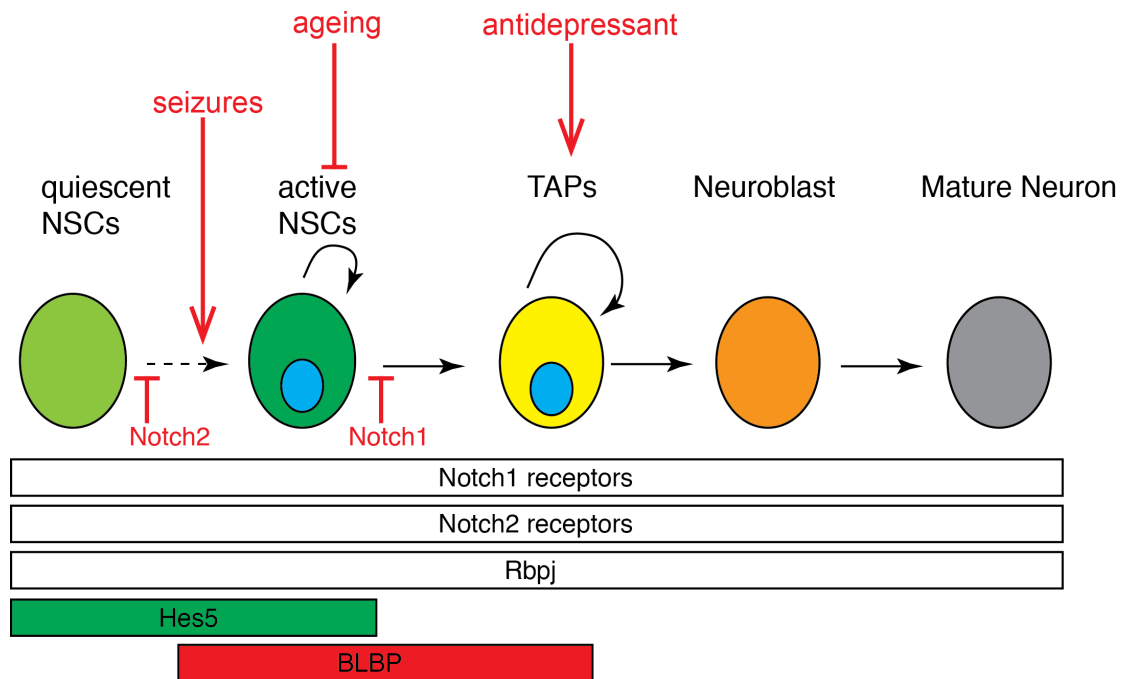 ageing
antidepressant
seizures
quiescent
NSCs
active
NSCs
TAPs
Neuroblast
Mature Neuron
Notch2
Notch1
Notch1 receptors
Notch2 receptors
Rbpj
Hes5
BLBP